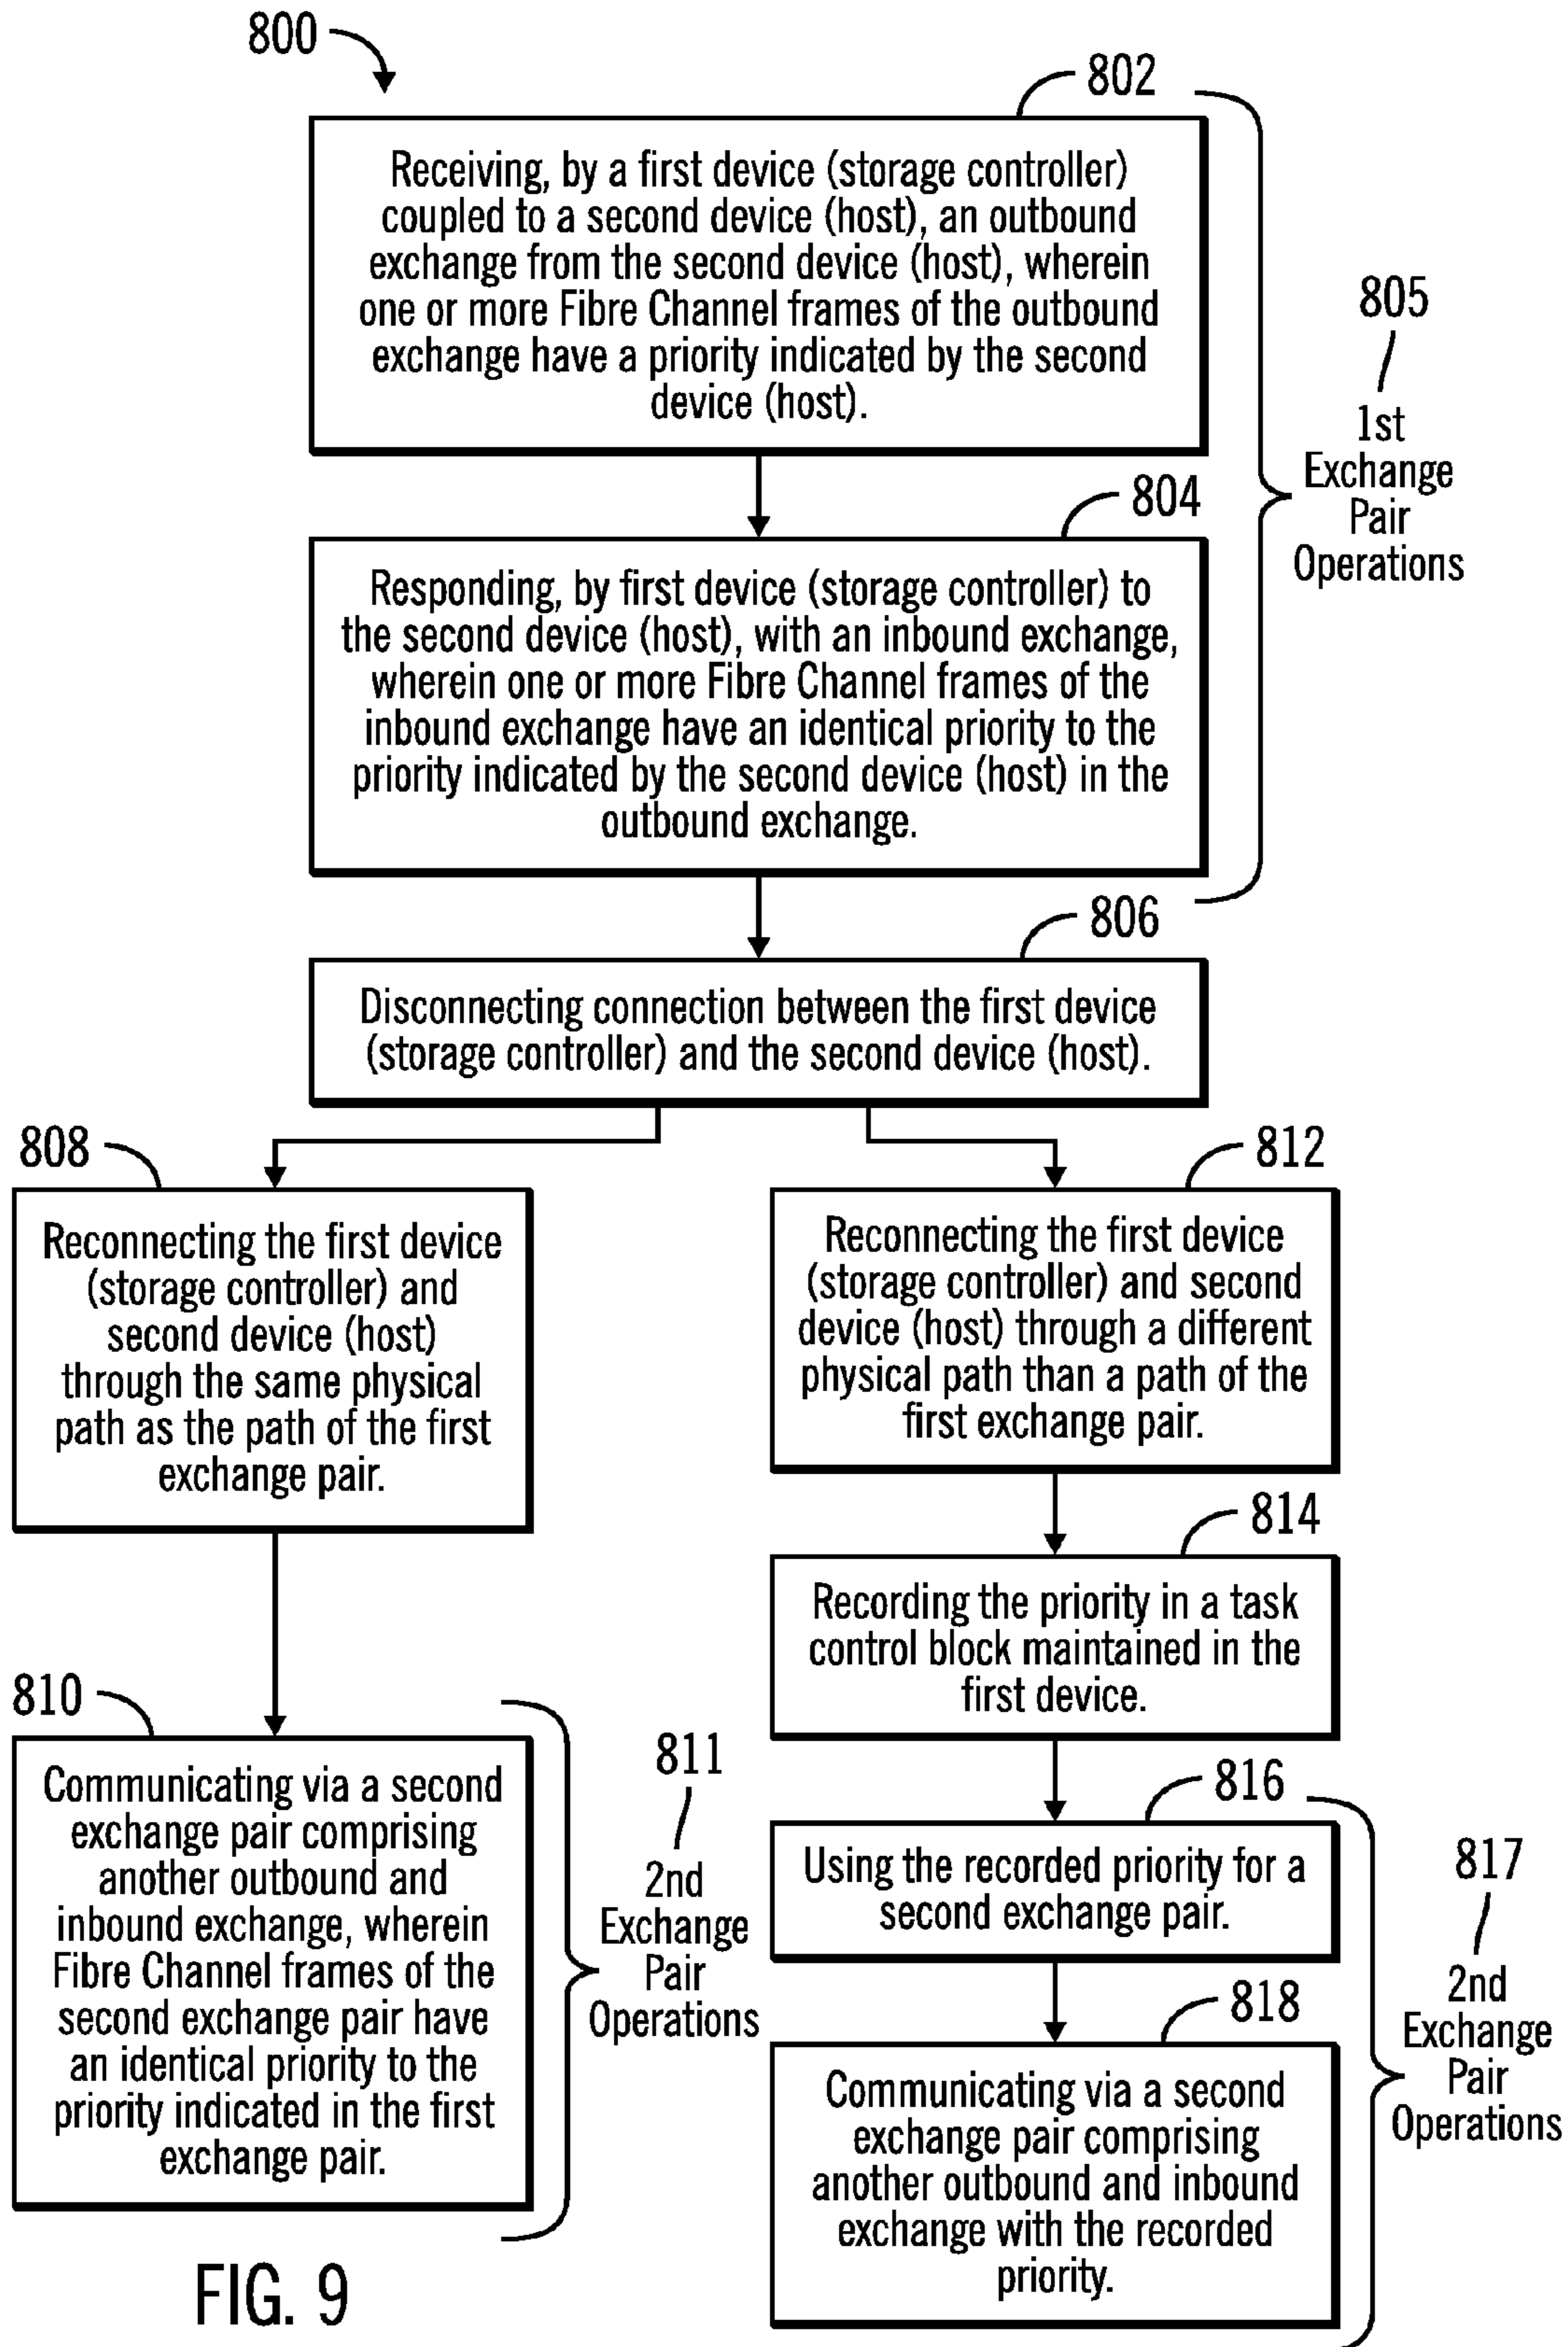 800
802
Receiving, by a first device (storage controller)
coupled to a second device (host), an outbound
exchange from the second device (host), wherein
one or more Fibre Channel frames of the outbound
exchange have a priority indicated by the second
device (host).
805
1st
Exchange
Pair
Operations
804
Responding, by first device (storage controller) to
the second device (host), with an inbound exchange,
wherein one or more Fibre Channel frames of the
inbound exchange have an identical priority to the
priority indicated by the second device (host) in the
outbound exchange.
806
Disconnecting connection between the first device
(storage controller) and the second device (host).
808
Reconnecting the first device
(storage controller) and
second device (host)
through the same physical
path as the path of the first
exchange pair.
810
Communicating via a second
exchange pair comprising
another outbound and
inbound exchange, wherein
Fibre Channel frames of the
second exchange pair have
an identical priority to the
priority indicated in the first
exchange pair.
811
2nd
Exchange
Pair
Operations
812
Reconnecting the first device
(storage controller) and second
device (host) through a different
physical path than a path of the
first exchange pair.
814
Recording the priority in a task
control block maintained in the
first device.
816
Using the recorded priority for a
second exchange pair.
817
2nd
Exchange
Pair
Operations
818
Communicating via a second
exchange pair comprising
another outbound and inbound
exchange with the recorded
priority.
FIG. 9